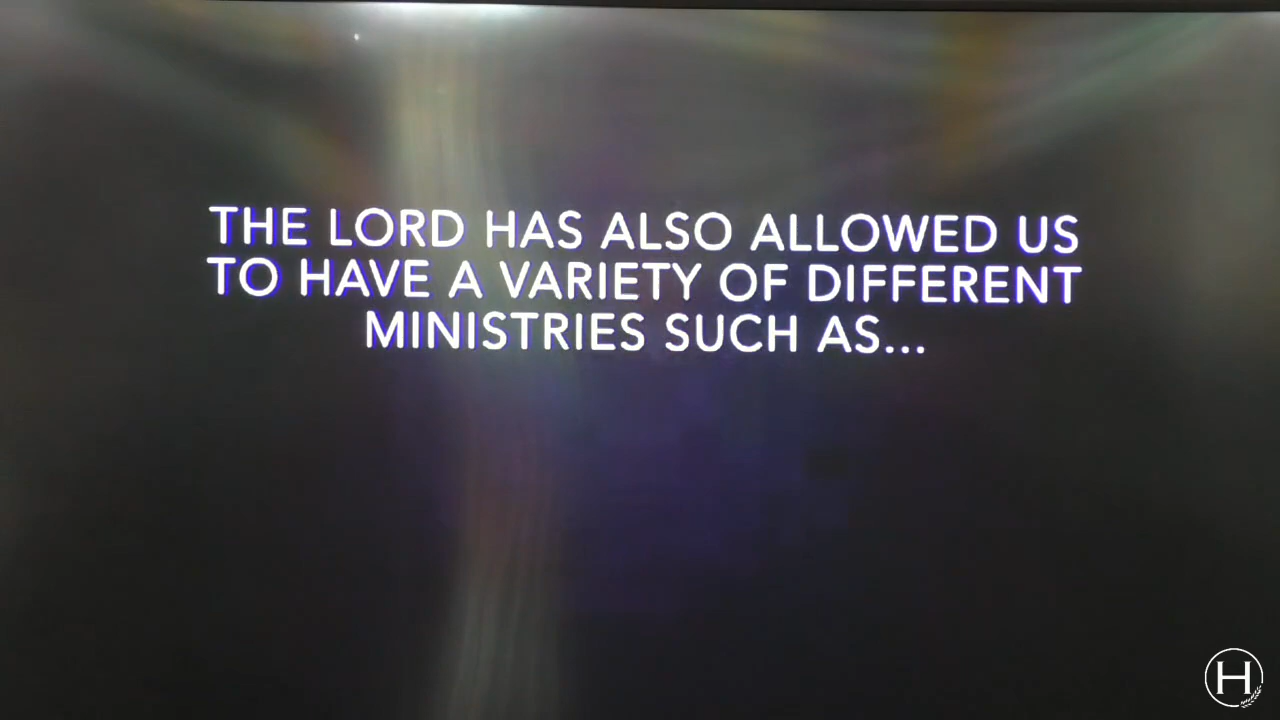 THE LORD HAS ALSO ALLOWED US
TO HAVE A VARIETY OF DIFFERENT
MINISTRIES SUCH AS...
H